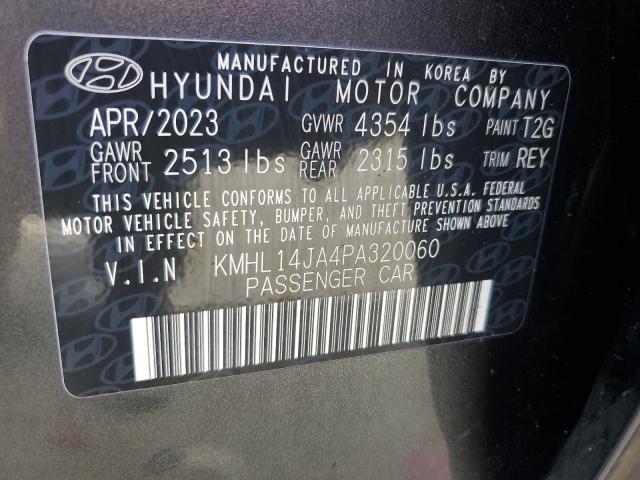 MANUFACTURED IN KOREA BY
HYUNDAI MOTOR COMPANY
APR/2023 GVWR 4354 lbs PAINT T2G
GAWR FRONT 2513 lbs GAWR REAR 2315 lbs TRIM REY
THIS VEHICLE CONFORMS TO ALL APPLICABLE U.S.A. FEDERAL
MOTOR VEHICLE SAFETY, BUMPER, AND THEFT PREVENTION STANDARDS
IN EFFECT ON THE DATE OF MANUFACTURE SHOWN ABOVE
V.I.N KMHL14JA4PA320060
PASSENGER CAR